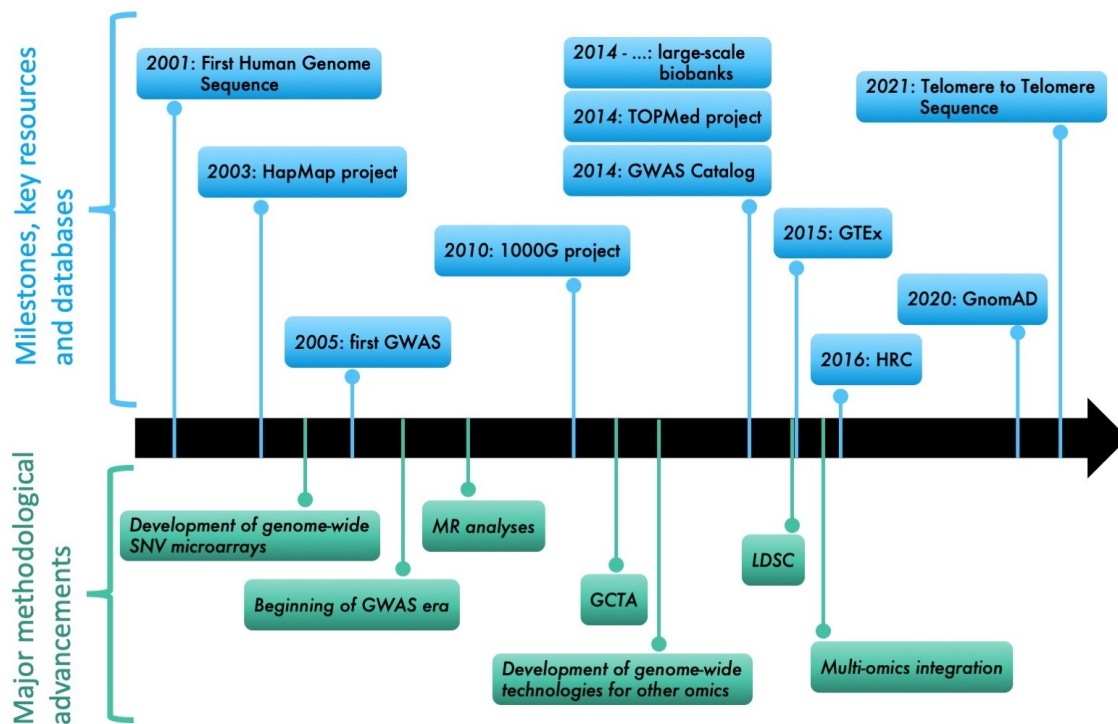 Milestones, key resources
and databases
2001: First Human Genome
Sequence
2003: HapMap project
2005: first GWAS
2010: 1000G project
2014 - ...: large-scale
biobanks
2014: TOPMed project
2014: GWAS Catalog
2015: GTEx
2016: HRC
2020: GnomAD
2021: Telomere to Telomere
Sequence
Major methodological
advancements
Development of genome-wide
SNV microarrays
Beginning of GWAS era
MR analyses
GCTA
Development of genome-wide
technologies for other omics
LDSC
Multi-omics integration